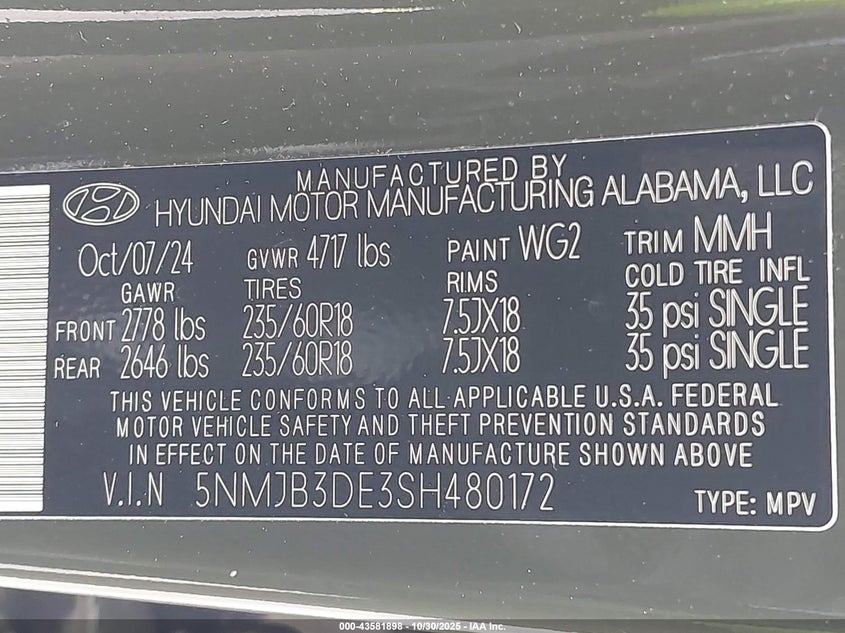 MANUFACTURED BY
HYUNDAI MOTOR MANUFACTURING ALABAMA, LLC
Oct/07/24 GVWR 4717 lbs PAINT WG2 TRIM MMH
GAWR TIRES RIMS COLD TIRE INFL
FRONT 2778 lbs 235/60R18 7.5JX18 35 psi SINGLE
REAR 2646 lbs 235/60R18 7.5JX18 35 psi SINGLE
THIS VEHICLE CONFORMS TO ALL APPLICABLE U.S.A. FEDERAL
MOTOR VEHICLE SAFETY AND THEFT PREVENTION STANDARDS
IN EFFECT ON THE DATE OF MANUFACTURE SHOWN ABOVE
V.I.N 5NMJB3DE3SH480172 TYPE: MPV
000-43581898 - 10/30/2025 - IAA Inc.